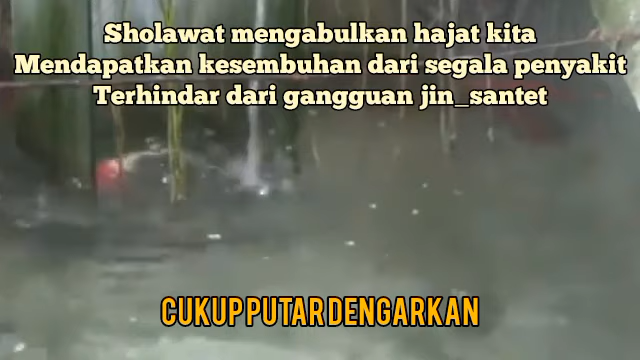 Sholawat mengabulkan hajat kita
Mendapatkan kesembuhan dari segala penyakit
Terhindar dari gangguan jin_santet
CUKUP PUTAR DENGARKAN